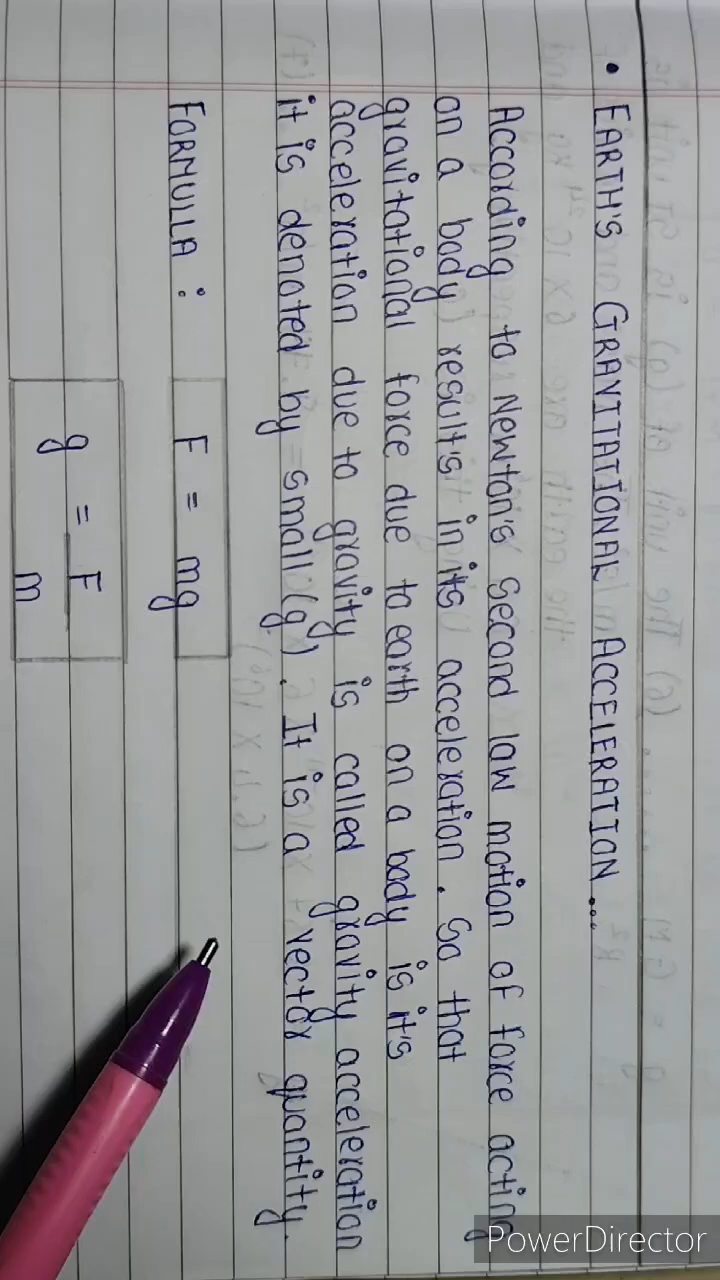 • EARTH'S GRAVITATIONAL ACCELERATION...
According to Newton's second law motion of force acting
on a body results in its acceleration. So that
gravitational force due to earth on a body is it's
acceleration due to gravity is called gravity acceleration
it is denoted by small (g). It is a vector quantity.
FORMULLA : F = mg
g = F
m
PowerDirector